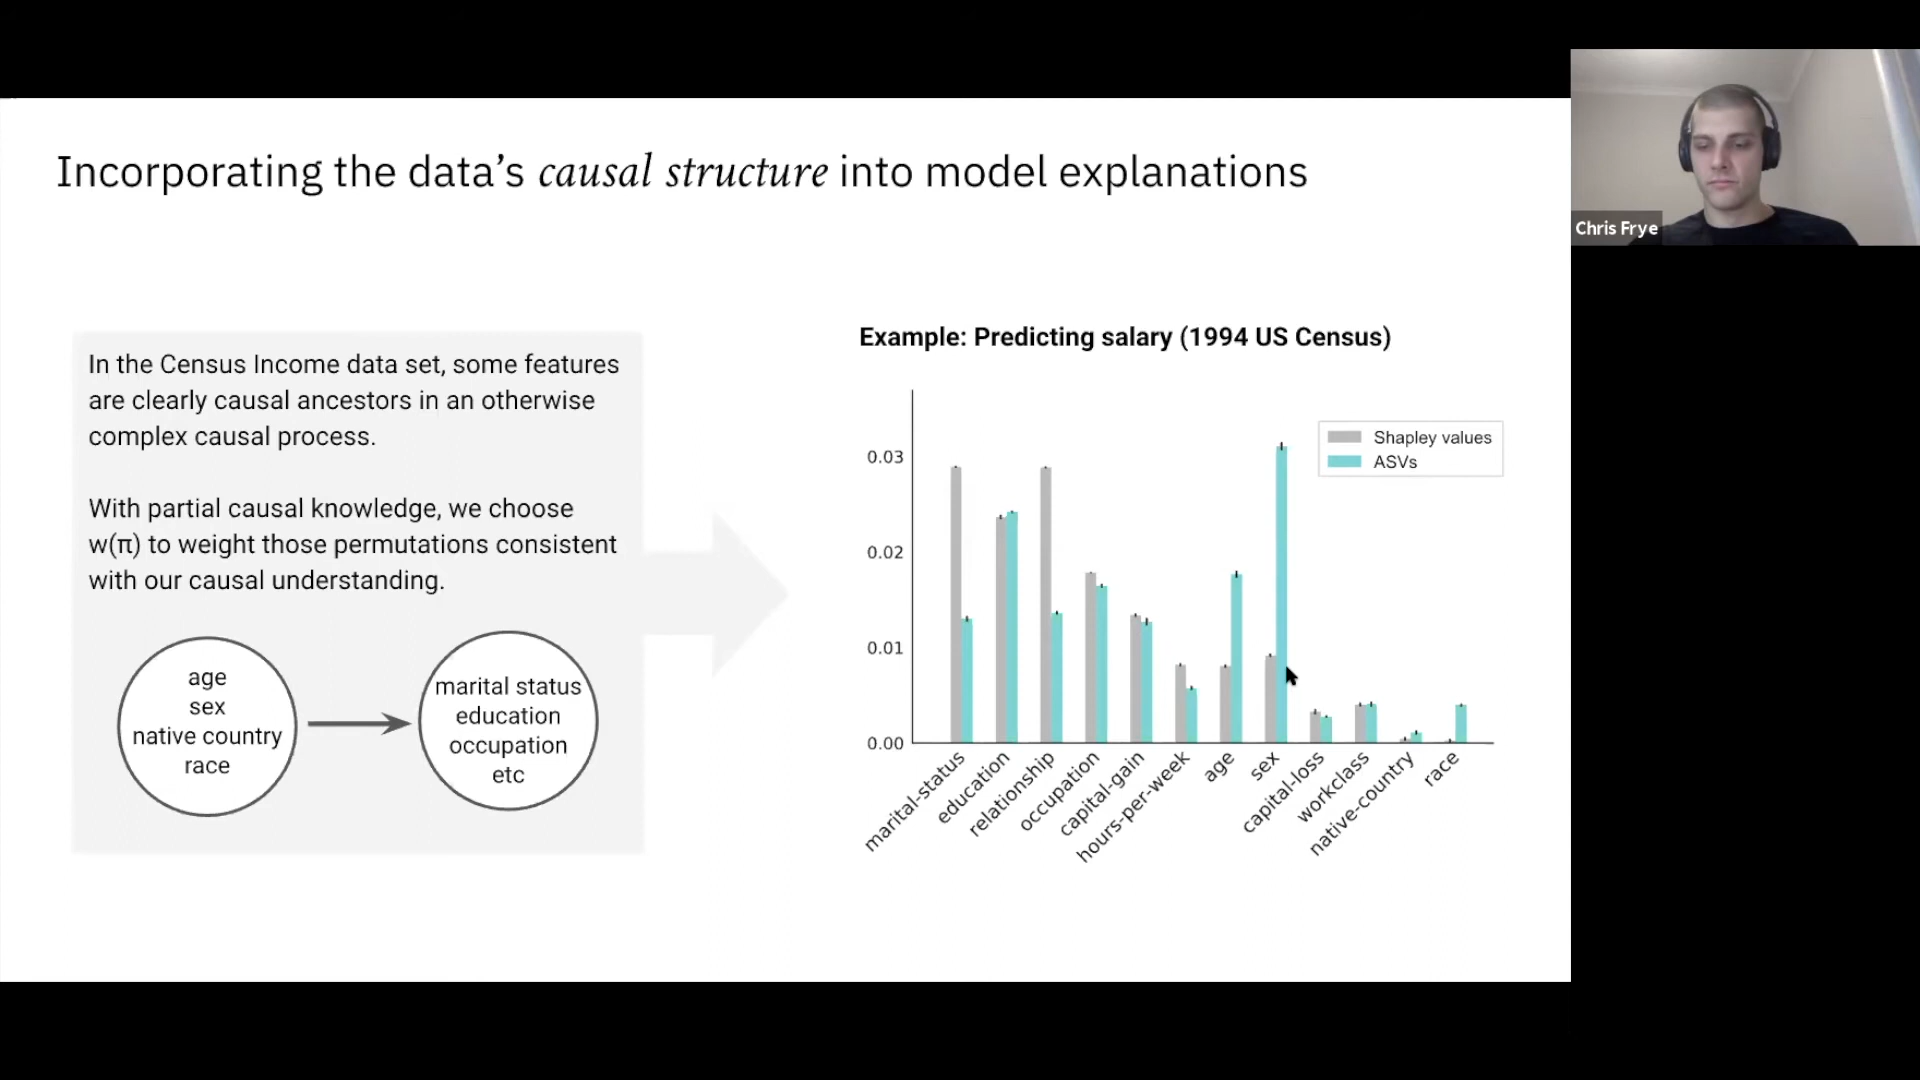 Incorporating the data's causal structure into model explanations
Chris Frye
In the Census Income data set, some features
are clearly causal ancestors in an otherwise
complex causal process.
With partial causal knowledge, we choose
w(π) to weight those permutations consistent
with our causal understanding.
age
sex
native country
race
marital status
education
occupation
etc
Example: Predicting salary (1994 US Census)
Shapley values
ASVs
0.03
0.02
0.01
0.00
marital-status
education
relationship
occupation
capital-gain
hours-per-week
age
sex
capital-loss
workclass
native-country
race